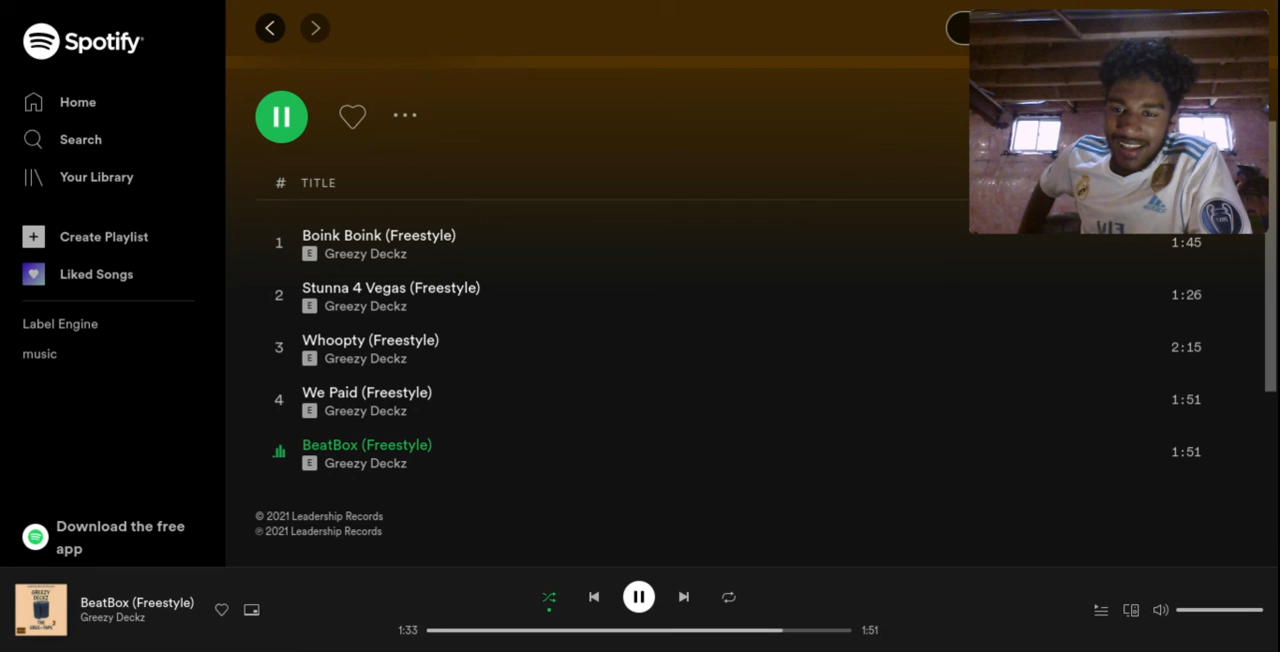 Spotify
Home
Search
Your Library
Create Playlist
Liked Songs
Label Engine
music
Download the free
app
# TITLE
1 Boink Boink (Freestyle) 1:45
E Greezy Deckz
2 Stunna 4 Vegas (Freestyle) 1:26
E Greezy Deckz
3 Whoopty (Freestyle) 2:15
E Greezy Deckz
4 We Paid (Freestyle) 1:51
E Greezy Deckz
BeatBox (Freestyle) 1:51
E Greezy Deckz
© 2021 Leadership Records
℗ 2021 Leadership Records
GREEZY
DECKZ
BeatBox (Freestyle)
Greezy Deckz
1:33 1:51